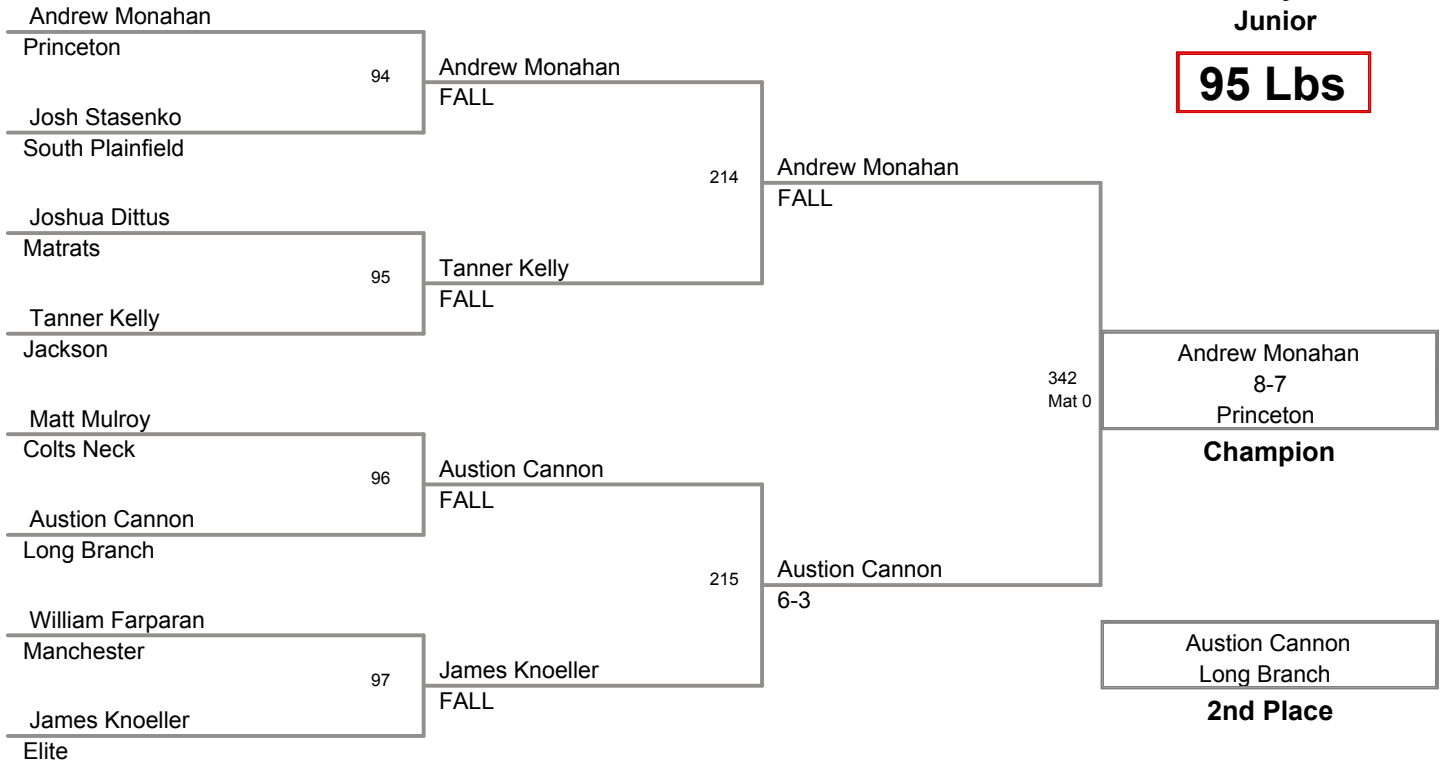 Junior
95 Lbs
Andrew Monahan
Princeton
94
Josh Stasenko
South Plainfield
Joshua Dittus
Matrats
95
Tanner Kelly
Jackson
Matt Mulroy
Colts Neck
96
Austion Cannon
Long Branch
William Farparan
Manchester
97
James Knoeller
Elite
Andrew Monahan
FALL
214
Tanner Kelly
FALL
Austion Cannon
FALL
215
James Knoeller
FALL
Andrew Monahan
FALL
342
Mat 0
Austion Cannon
6-3
Andrew Monahan
8-7
Princeton
Champion
Austion Cannon
Long Branch
2nd Place